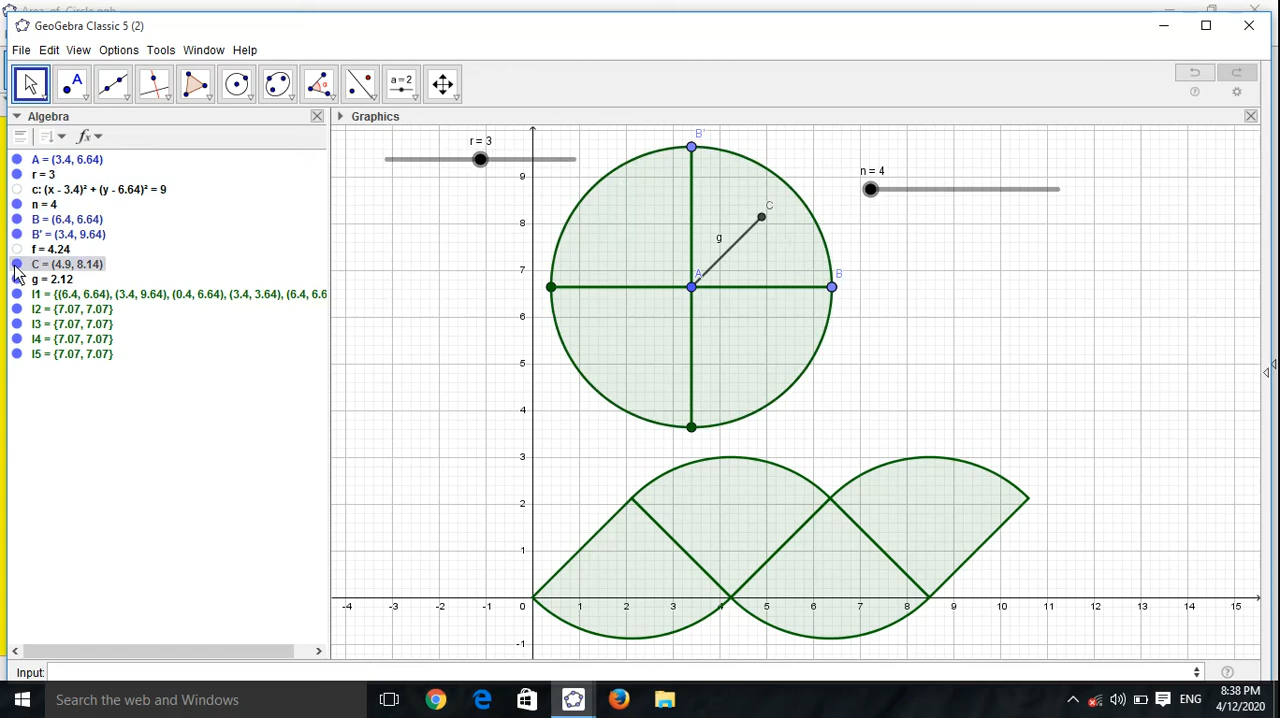 GeoGebra Classic 5 (2)
File Edit View Options Tools Window Help
A
α
a = 2
Algebra
Graphics
fx
A = (3.4, 6.64)
r = 3
c: (x - 3.4)² + (y - 6.64)² = 9
n = 4
B = (6.4, 6.64)
B' = (3.4, 9.64)
f = 4.24
C = (4.9, 8.14)
g = 2.12
l1 = {(6.4, 6.64), (3.4, 9.64), (0.4, 6.64), (3.4, 3.64), (6.4, 6.6
l2 = {7.07, 7.07}
l3 = {7.07, 7.07}
l4 = {7.07, 7.07}
l5 = {7.07, 7.07}
r = 3
n = 4
B'
C
g
A
B
9
8
7
6
5
4
3
2
1
-4 -3 -2 -1 0 1 2 3 4 5 6 7 8 9 10 11 12 13 14 15
-1
Input:
Search the web and Windows
ENG
8:38 PM
4/12/2020